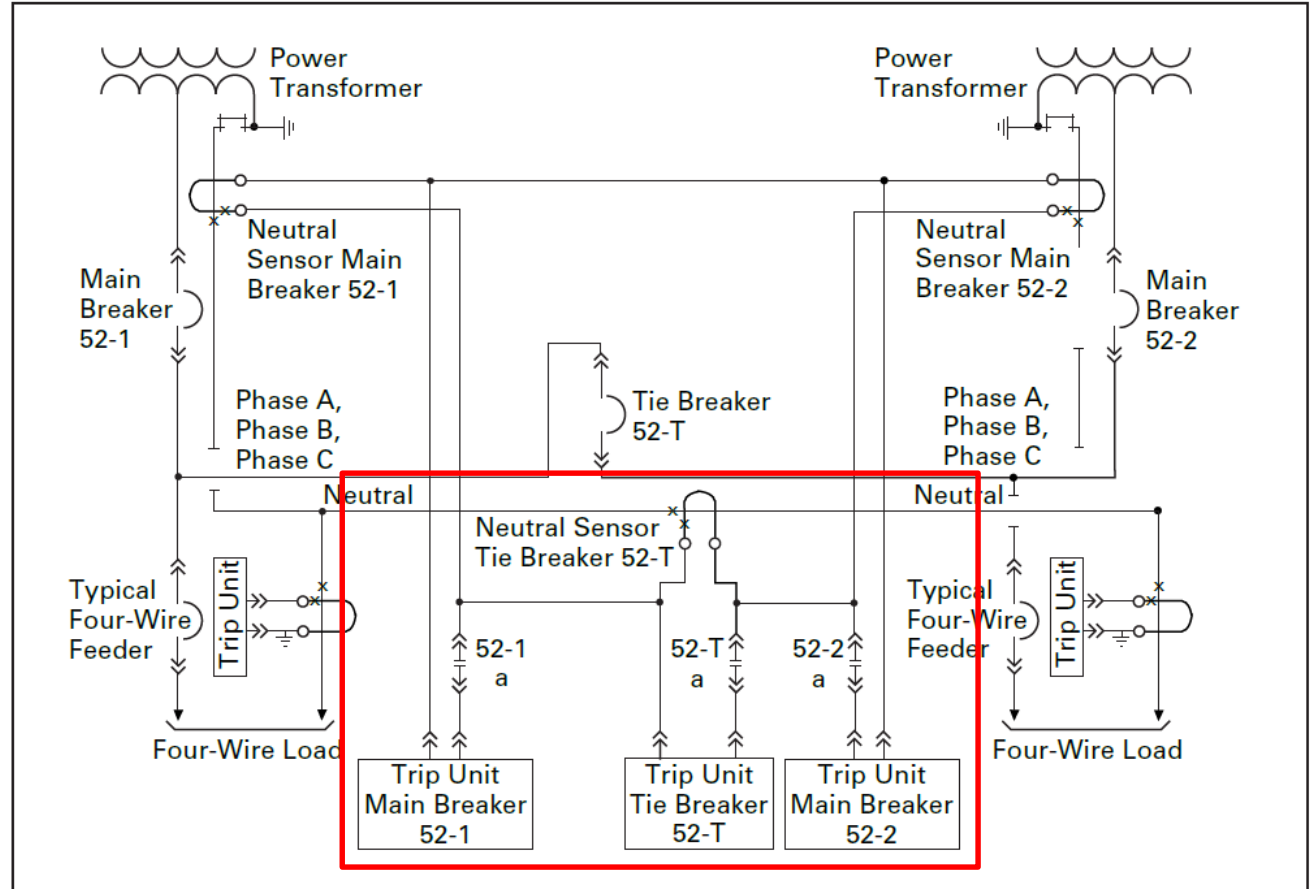 Power
Transformer
Power
Transformer
Neutral
Sensor Main
Breaker 52-1
Neutral
Sensor Main
Breaker 52-2
Main
Breaker
52-1
Main
Breaker
52-2
Tie Breaker
52-T
Phase A,
Phase B,
Phase C
Phase A,
Phase B,
Phase C
Neutral
Neutral
Neutral Sensor
Tie Breaker 52-T
Typical
Four-Wire
Feeder
Trip Unit
Typical
Four-Wire
Feeder
Trip Unit
52-1
a
52-T
a
52-2
a
Four-Wire Load
Four-Wire Load
Trip Unit
Main Breaker
52-1
Trip Unit
Tie Breaker
52-T
Trip Unit
Main Breaker
52-2